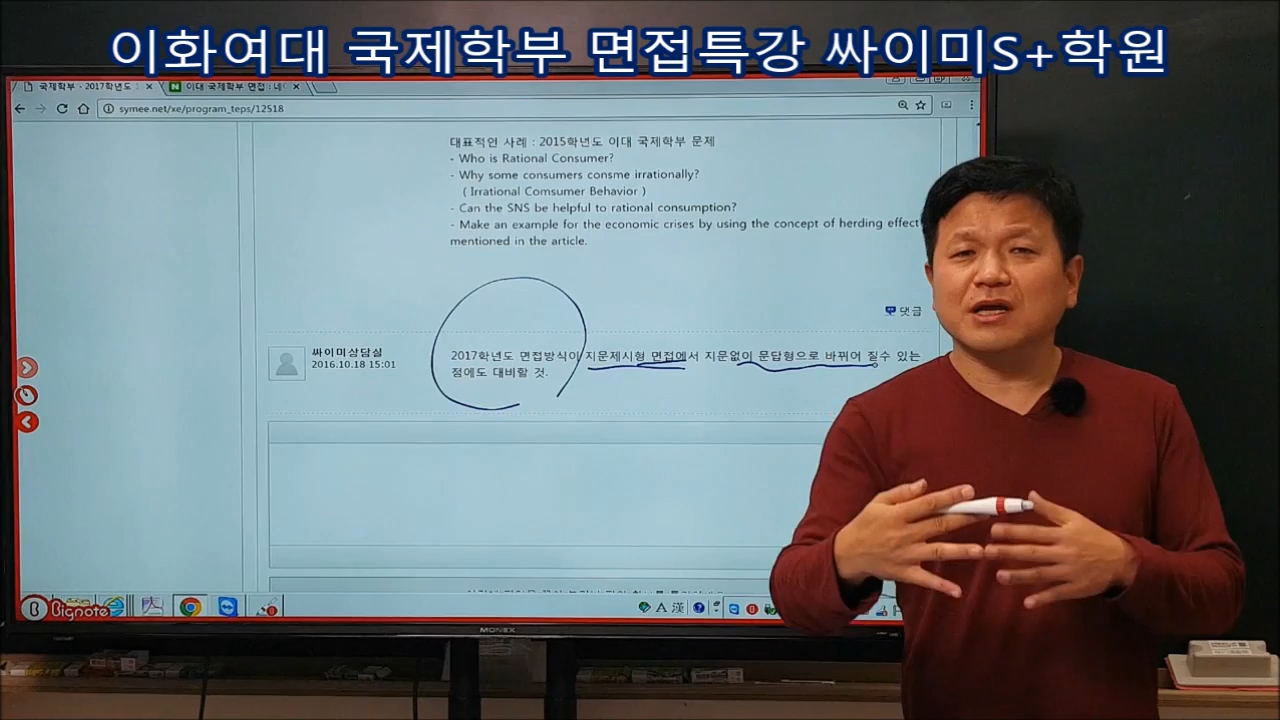 이화여대 국제학부 면접특강 싸이미S+학원
국제학부 - 2017학년도
이대 국제학부 면접 : 네
symee.net/xe/program_teps/12518
대표적인 사례 : 2015학년도 이대 국제학부 문제
- Who is Rational Consumer?
- Why some consumers consme irrationally?
( Irrational Comsumer Behavior )
- Can the SNS be helpful to rational consumption?
- Make an example for the economic crises by using the concept of herding effect
mentioned in the article.
댓글
싸이미상담실
2016.10.18 15:01
2017학년도 면접방식이 지문제시형 면접에서 지문없이 문답형으로 바뀌어 질수 있는
점에도 대비할 것.
Bignote
A 漢
MONEX